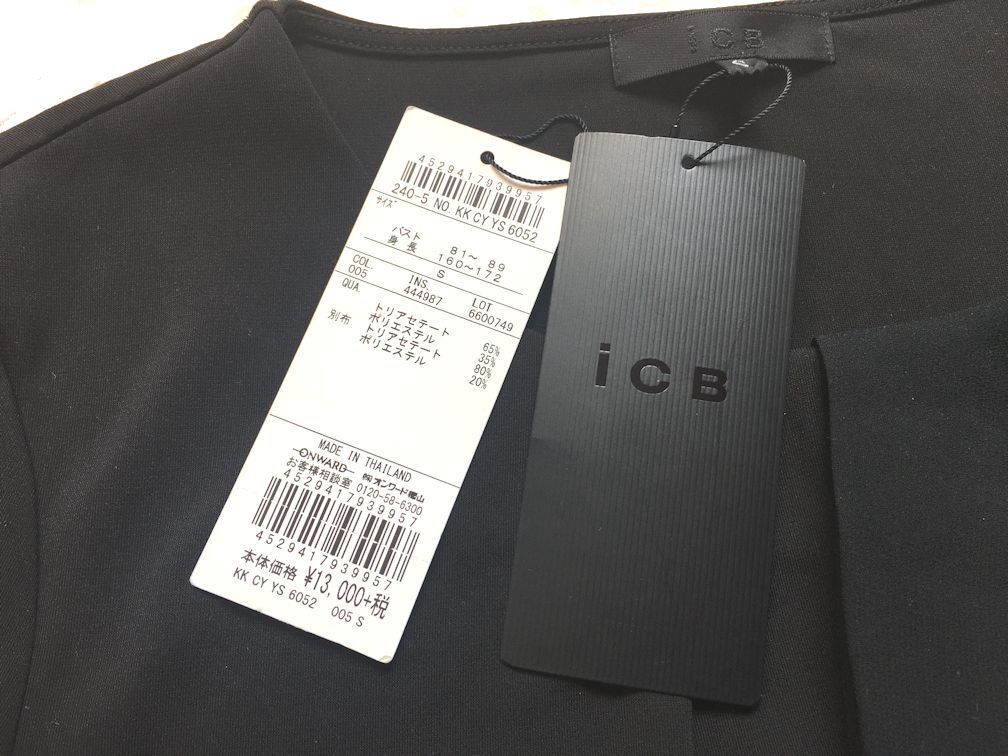 4529417939957
240-5 NO. KK CY YS 6052
サイズ
バスト 81～ 89
身 長 160～172
S
COL. INS. LOT
005 444987 6600749
QUA.
トリアセテート 65%
ポリエステル 35%
別布 トリアセテート 80%
ポリエステル 20%
MADE IN THAILAND
ONWARD ㈱オンワード樫山
お客様相談室 0120-58-6300
4529417939957
4529417939957
本体価格 ¥13,000+税
KK CY YS 6052 005 S
iCB
iCB